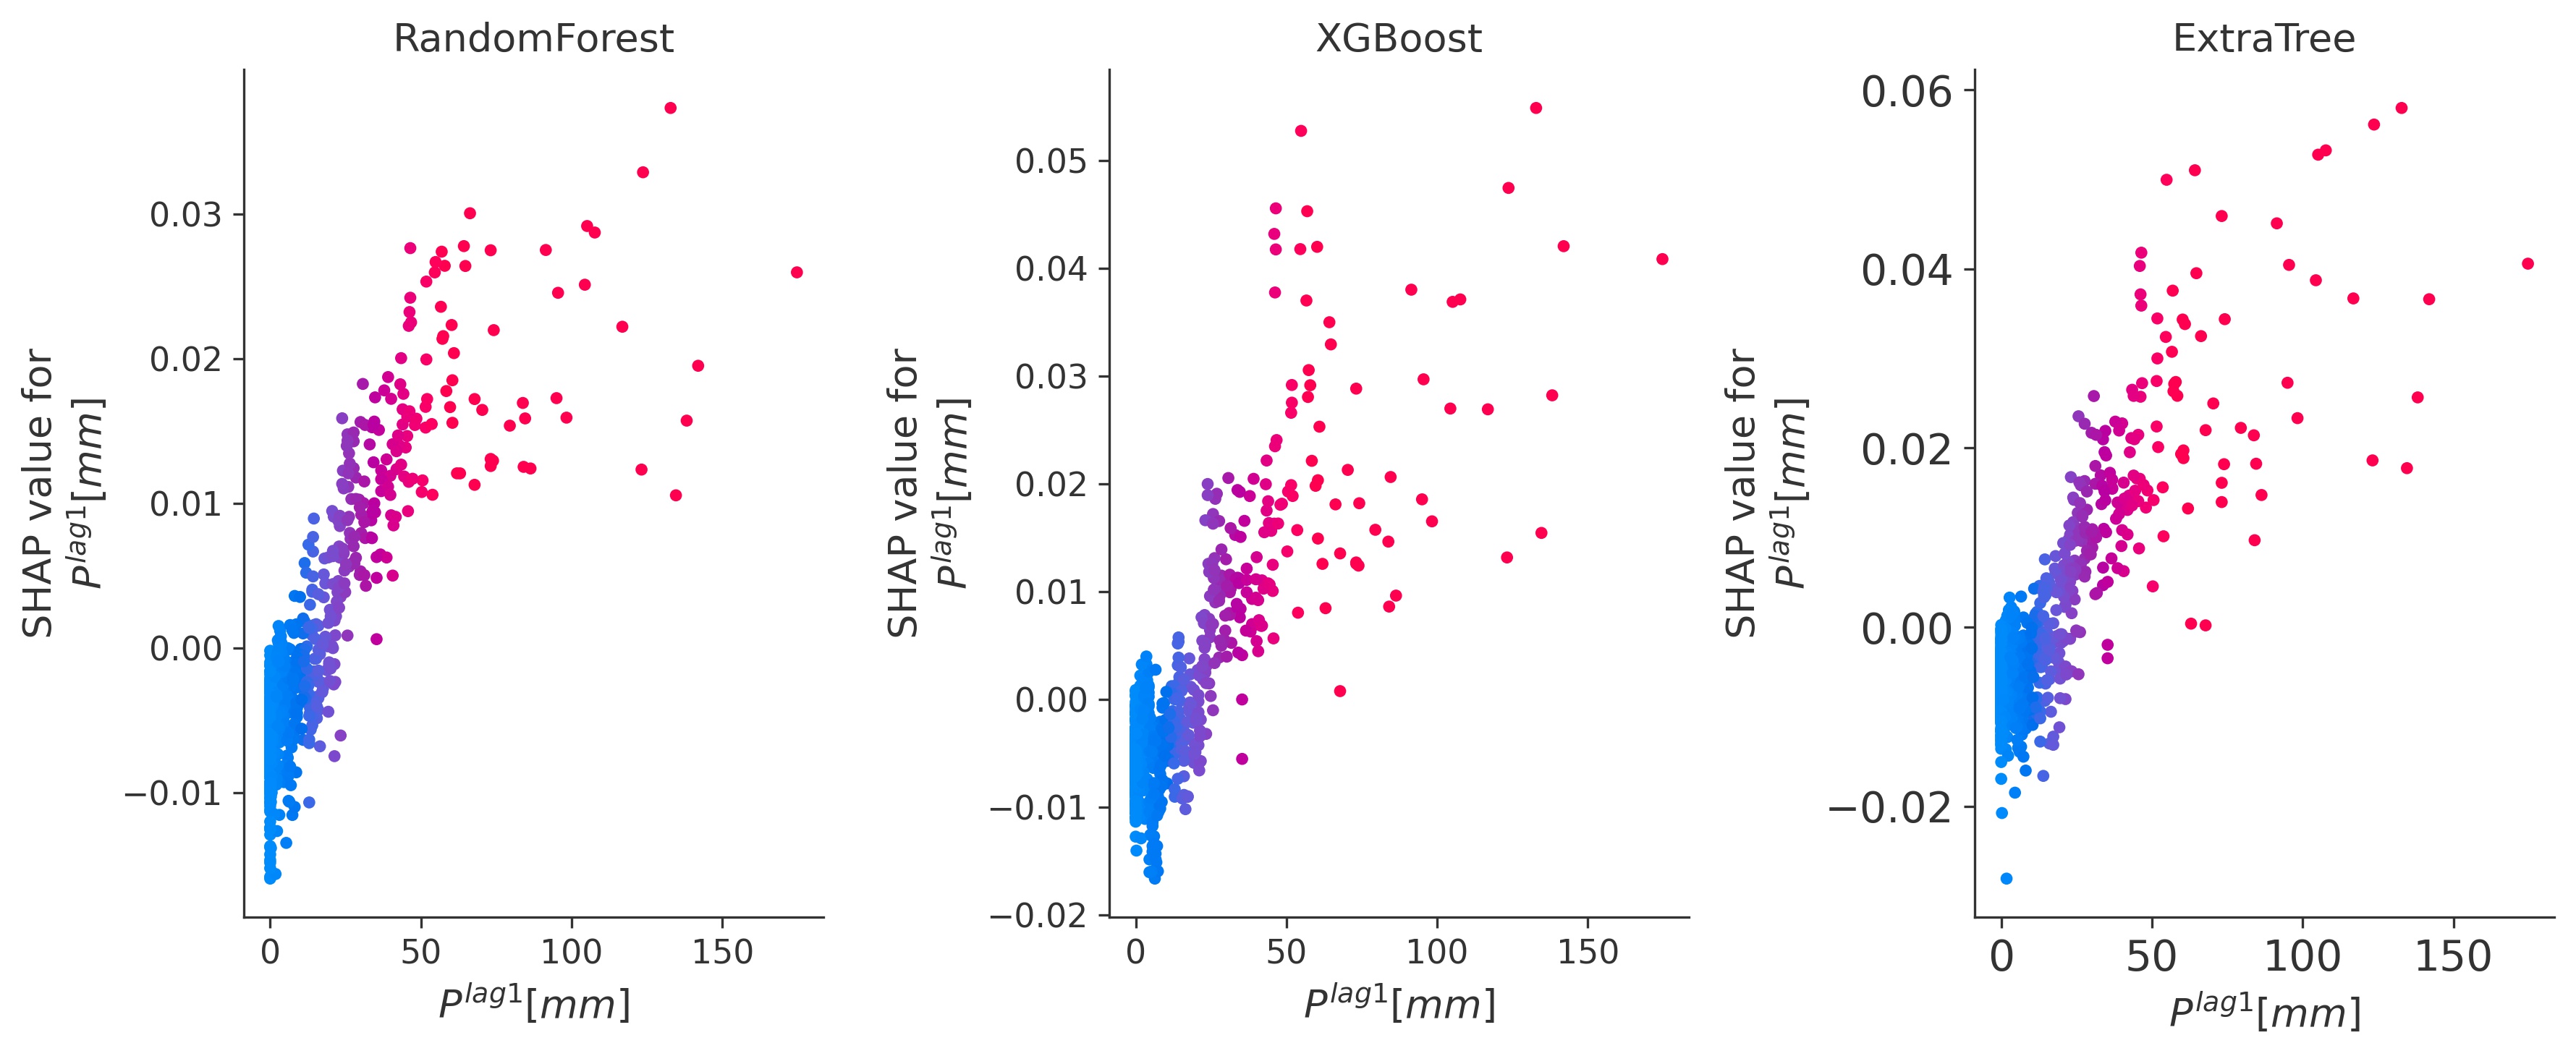 RandomForest
SHAP value for
P^lag1[mm]
0.03
0.02
0.01
0.00
−0.01
0 50 100 150
P^lag1[mm]
XGBoost
SHAP value for
P^lag1[mm]
0.05
0.04
0.03
0.02
0.01
0.00
−0.01
−0.02
0 50 100 150
P^lag1[mm]
ExtraTree
SHAP value for
P^lag1[mm]
0.06
0.04
0.02
0.00
−0.02
0 50 100 150
P^lag1[mm]